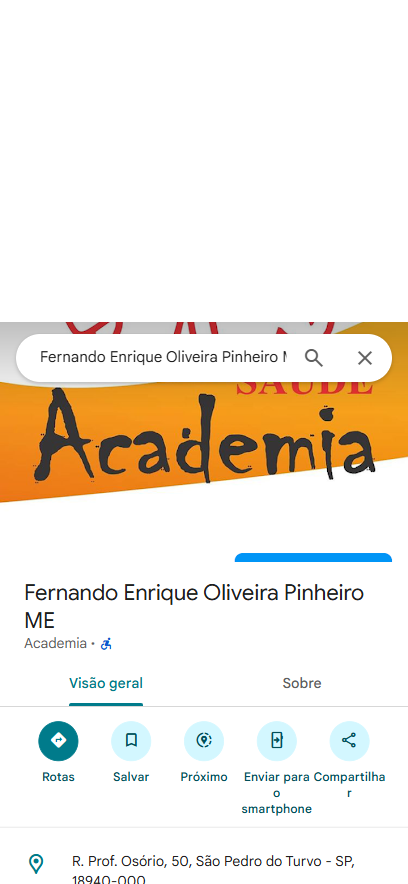 Fernando Enrique Oliveira Pinheiro
SAÚDE
Academia
Fernando Enrique Oliveira Pinheiro
ME
Academia •
Visão geral
Sobre
Rotas
Salvar
Próximo
Enviar para
o
smartphone
Compartilha
r
R. Prof. Osório, 50, São Pedro do Turvo - SP,
18940-000